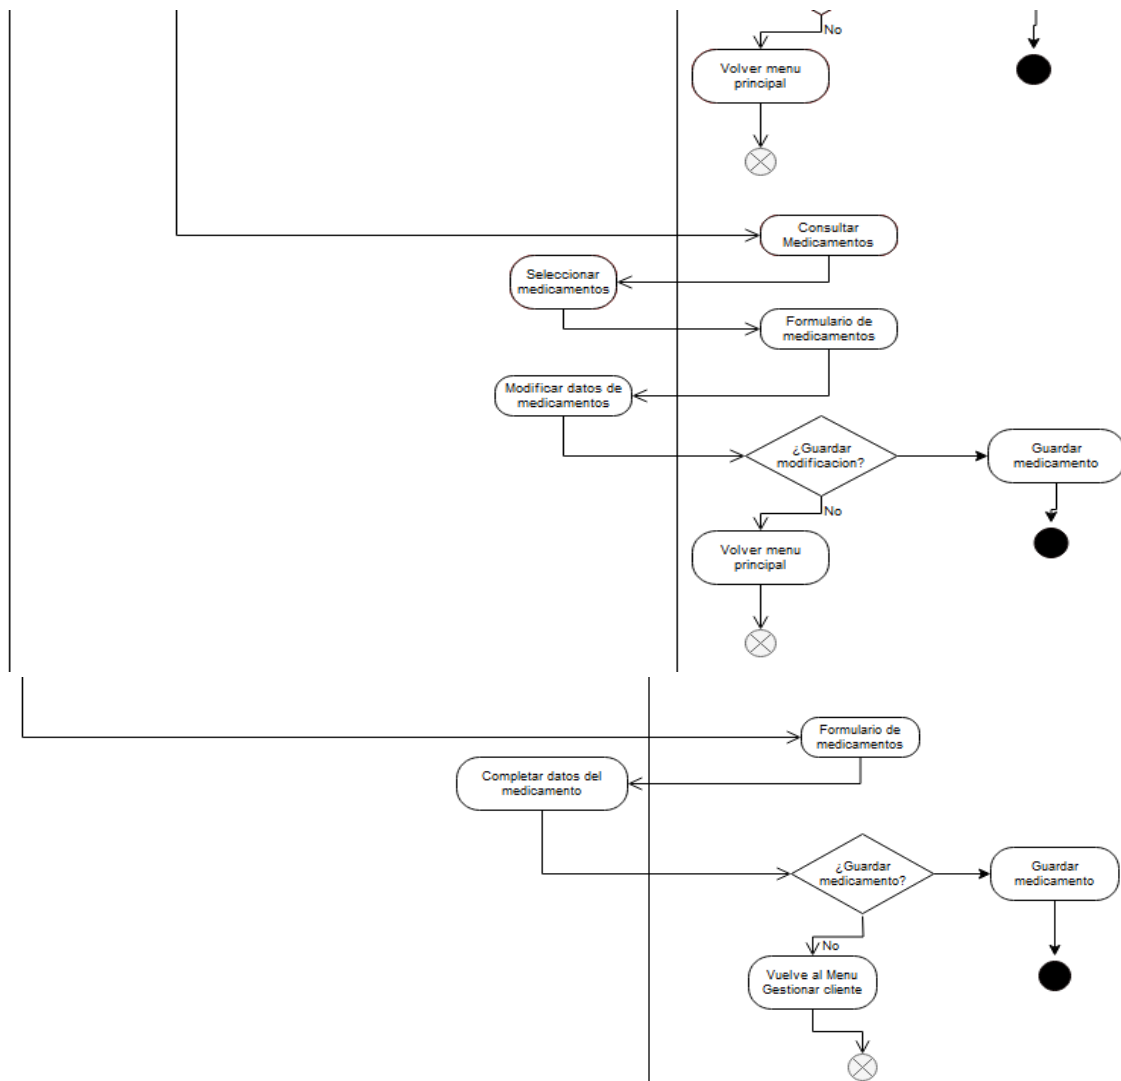 No
Volver menu
principal
Consultar
Medicamentos
Seleccionar
medicamentos
Formulario de
medicamentos
Modificar datos de
medicamentos
¿Guardar
modificacion?
Guardar
medicamento
No
Volver menu
principal
Formulario de
medicamentos
Completar datos del
medicamento
¿Guardar
medicamento?
Guardar
medicamento
No
Vuelve al Menu
Gestionar cliente